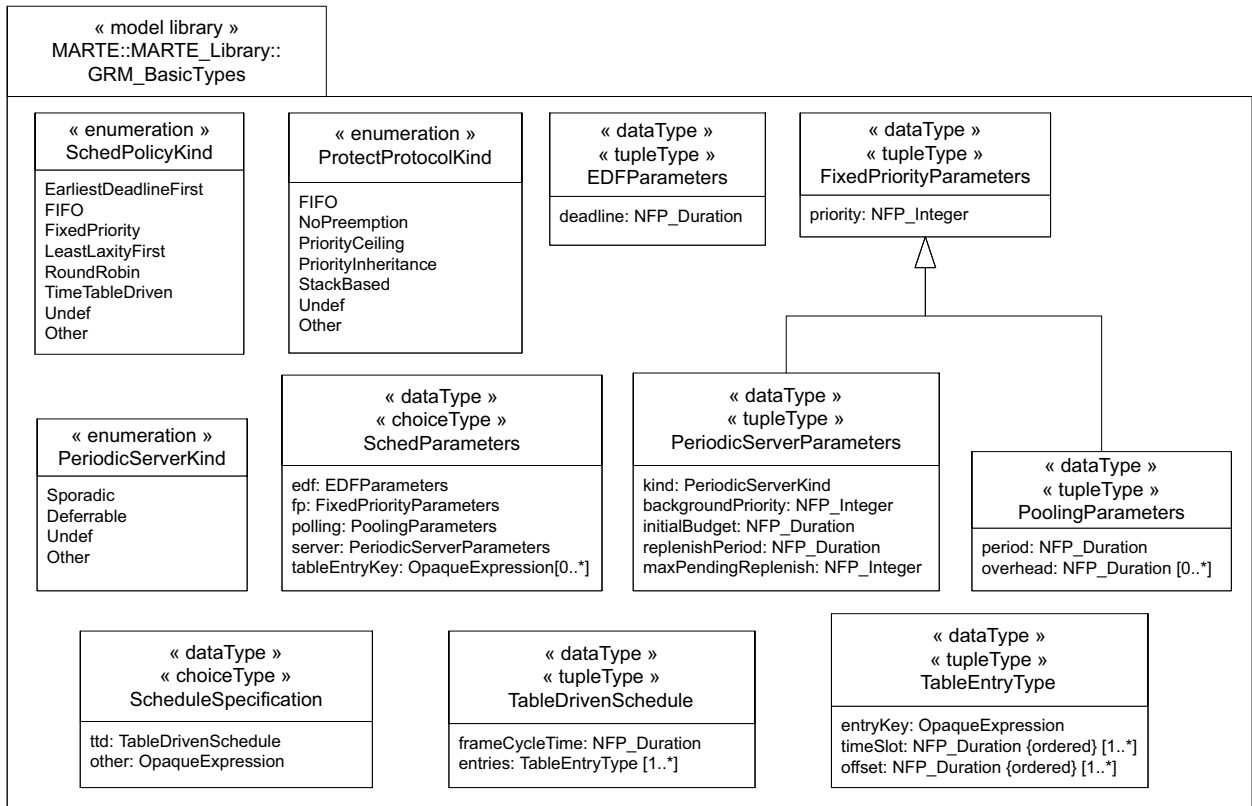 « model library »
MARTE::MARTE_Library::
GRM_BasicTypes
« enumeration »
SchedPolicyKind
EarliestDeadlineFirst
FIFO
FixedPriority
LeastLaxityFirst
RoundRobin
TimeTableDriven
Undef
Other
« enumeration »
ProtectProtocolKind
FIFO
NoPreemption
PriorityCeiling
PriorityInheritance
StackBased
Undef
Other
« dataType »
« tupleType »
EDFParameters
deadline: NFP_Duration
« dataType »
« tupleType »
FixedPriorityParameters
priority: NFP_Integer
« enumeration »
PeriodicServerKind
Sporadic
Deferrable
Undef
Other
« dataType »
« choiceType »
SchedParameters
edf: EDFParameters
fp: FixedPriorityParameters
polling: PoolingParameters
server: PeriodicServerParameters
tableEntryKey: OpaqueExpression[0..*]
« dataType »
« tupleType »
PeriodicServerParameters
kind: PeriodicServerKind
backgroundPriority: NFP_Integer
initialBudget: NFP_Duration
replenishPeriod: NFP_Duration
maxPendingReplenish: NFP_Integer
« dataType »
« tupleType »
PoolingParameters
period: NFP_Duration
overhead: NFP_Duration [0..*]
« dataType »
« choiceType »
ScheduleSpecification
ttd: TableDrivenSchedule
other: OpaqueExpression
« dataType »
« tupleType »
TableDrivenSchedule
frameCycleTime: NFP_Duration
entries: TableEntryType [1..*]
« dataType »
« tupleType »
TableEntryType
entryKey: OpaqueExpression
timeSlot: NFP_Duration {ordered} [1..*]
offset: NFP_Duration {ordered} [1..*]